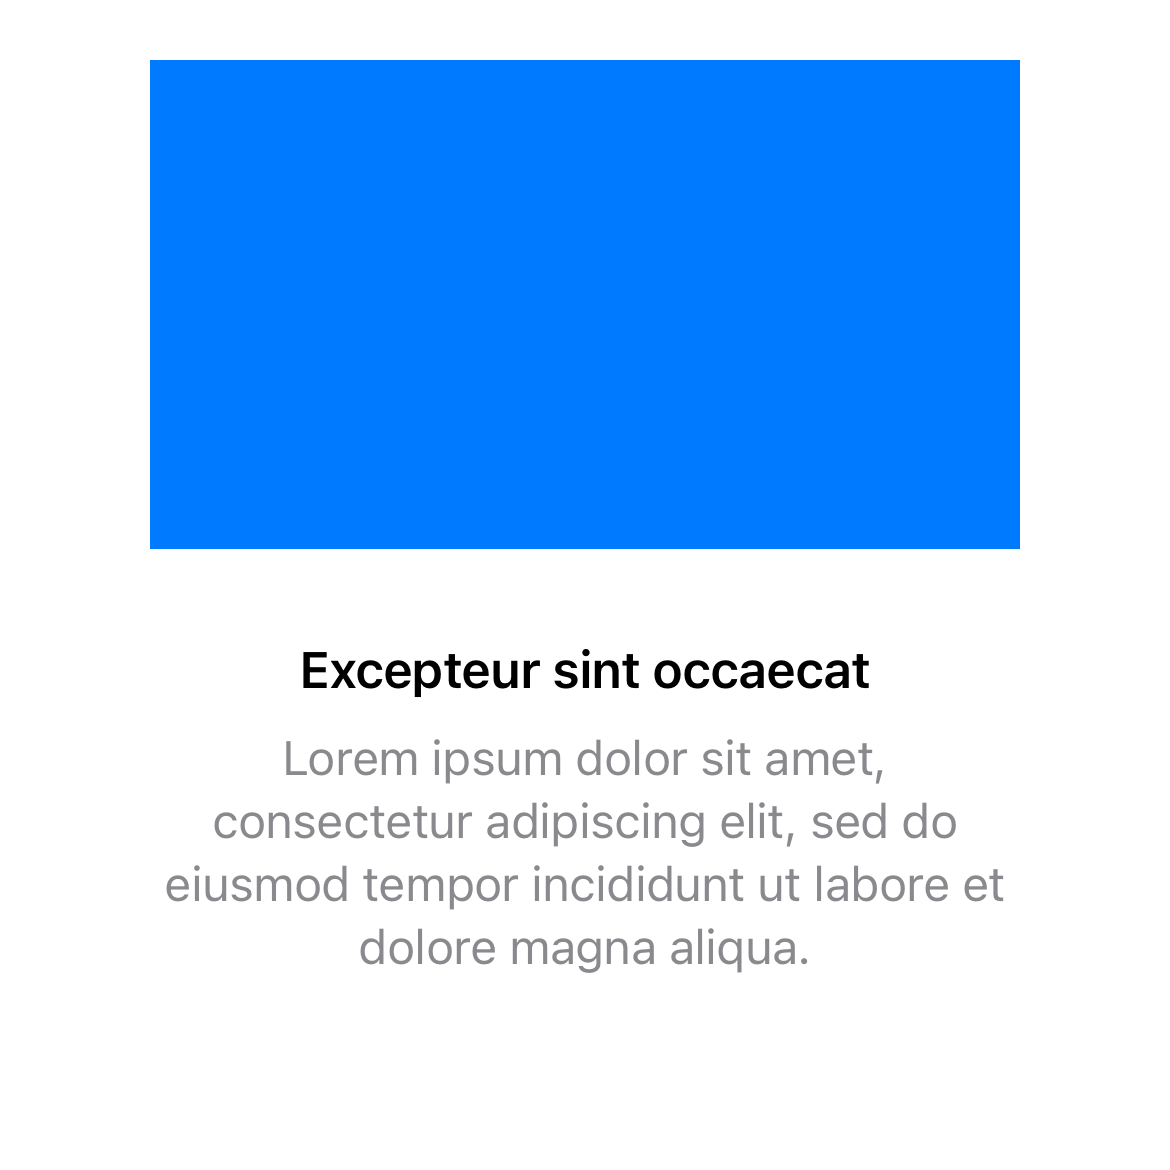 Excepteur sint occaecat
Lorem ipsum dolor sit amet,
consectetur adipiscing elit, sed do
eiusmod tempor incididunt ut labore et
dolore magna aliqua.